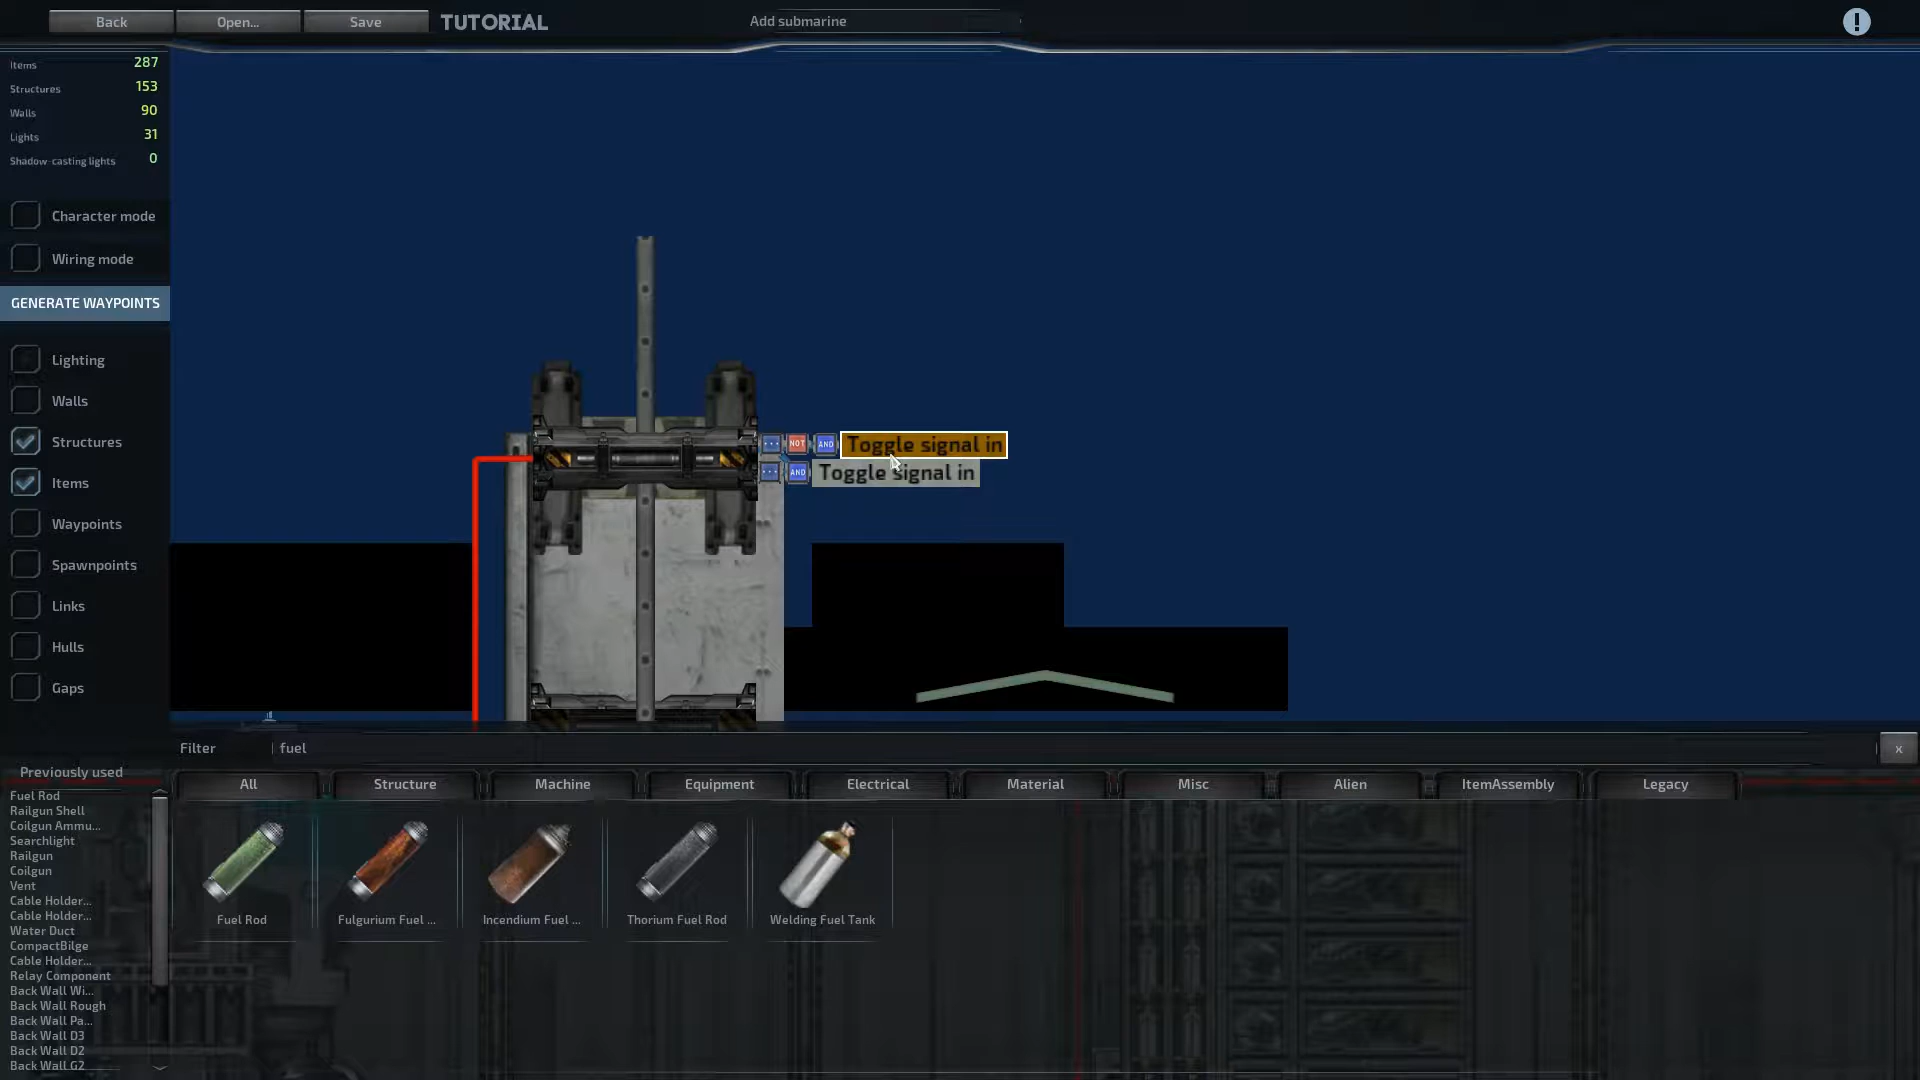 Back
Open...
Save
TUTORIAL
Add submarine
Items 287
Structures 153
Walls 90
Lights 31
Shadow-casting lights 0
Character mode
Wiring mode
GENERATE WAYPOINTS
Lighting
Walls
Structures
Items
Waypoints
Spawnpoints
Links
Hulls
Gaps
NOT AND Toggle signal in
AND Toggle signal in
Filter fuel
x
Previously used
Fuel Rod
Railgun Shell
Coilgun Ammu...
Searchlight
Railgun
Coilgun
Vent
Cable Holder...
Cable Holder...
Water Duct
CompactBilge
Cable Holder...
Relay Component
Back Wall Wi...
Back Wall Rough
Back Wall Pa...
Back Wall D3
Back Wall D2
Back Wall G2
All
Structure
Machine
Equipment
Electrical
Material
Misc
Alien
ItemAssembly
Legacy
Fuel Rod
Fulgurium Fuel ...
Incendium Fuel ...
Thorium Fuel Rod
Welding Fuel Tank